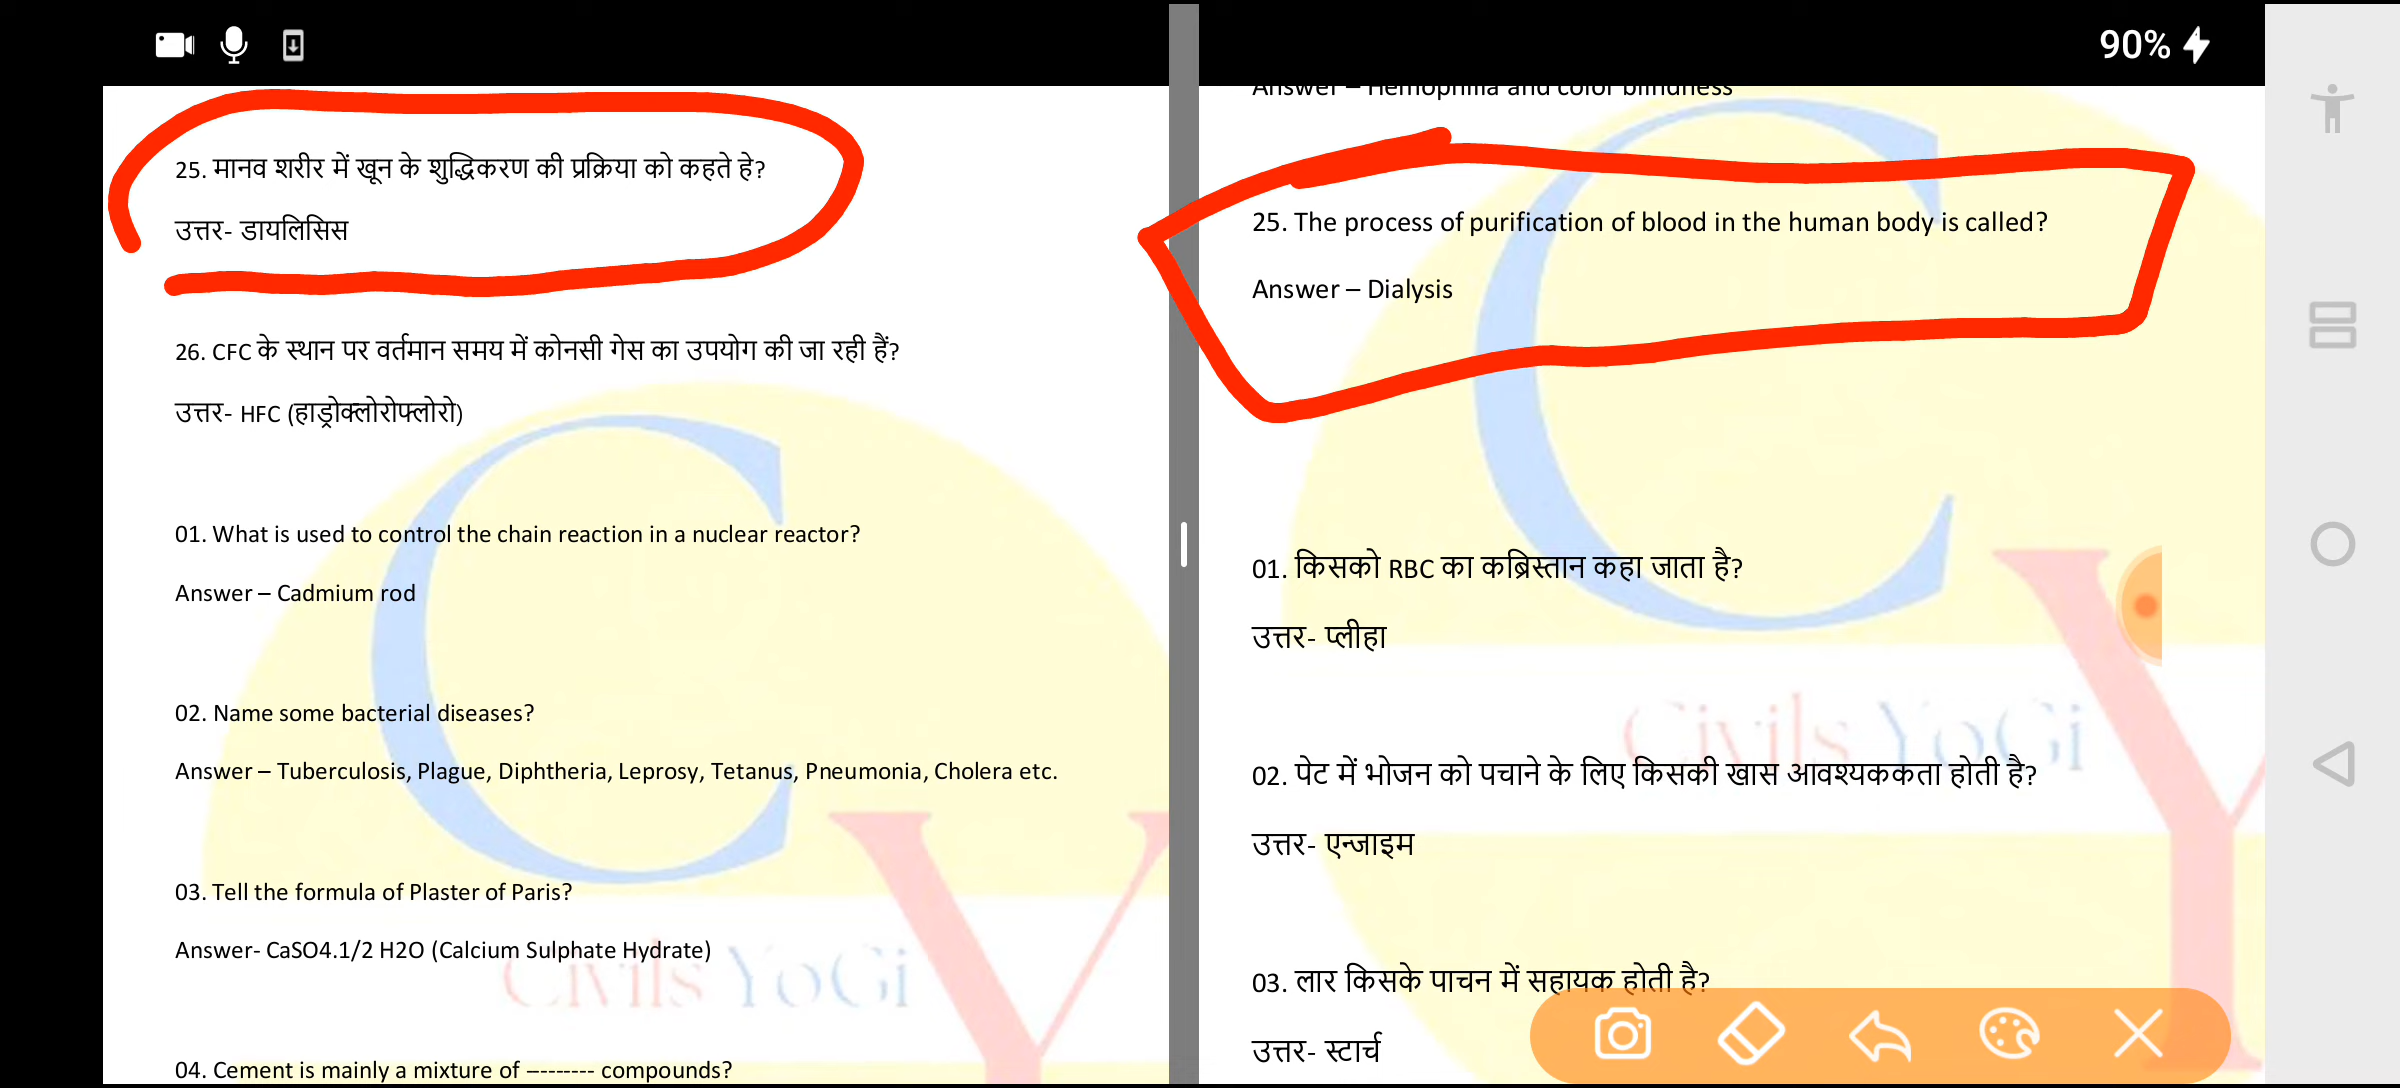 90%
25. मानव शरीर में खून के शुद्धिकरण की प्रक्रिया को कहते हे?
उत्तर- डायलिसिस
26. CFC के स्थान पर वर्तमान समय में कोनसी गेस का उपयोग की जा रही हैं?
उत्तर- HFC (हाड्रोक्लोरोफ्लोरो)
01. What is used to control the chain reaction in a nuclear reactor?
Answer – Cadmium rod
02. Name some bacterial diseases?
Answer – Tuberculosis, Plague, Diphtheria, Leprosy, Tetanus, Pneumonia, Cholera etc.
03. Tell the formula of Plaster of Paris?
Answer- CaSO4.1/2 H2O (Calcium Sulphate Hydrate)
Civils YoGi
04. Cement is mainly a mixture of –------- compounds?
Answer – Hemophilia and color blindness
25. The process of purification of blood in the human body is called?
Answer – Dialysis
01. किसको RBC का कब्रिस्तान कहा जाता है?
उत्तर- प्लीहा
Civils YoGi
02. पेट में भोजन को पचाने के लिए किसकी खास आवश्यककता होती है?
उत्तर- एन्जाइम
03. लार किसके पाचन में सहायक होती है?
उत्तर- स्टार्च